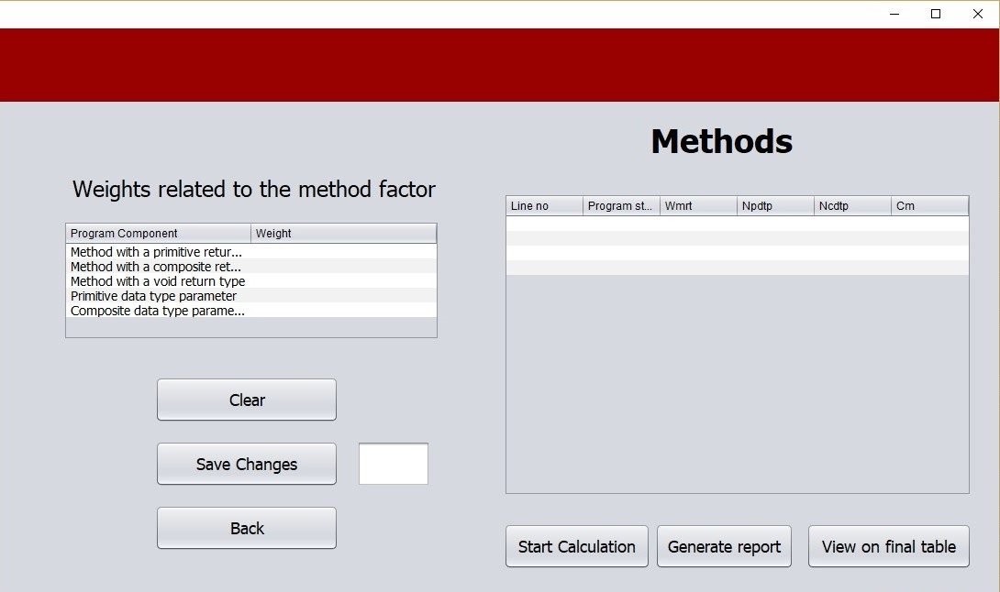 Methods
Weights related to the method factor
Program Component Weight
Method with a primitive retur...
Method with a composite ret...
Method with a void return type
Primitive data type parameter
Composite data type parame...
Clear
Save Changes
Back
Line no Program st... Wmrt Npdtp Ncdtp Cm
Start Calculation Generate report View on final table